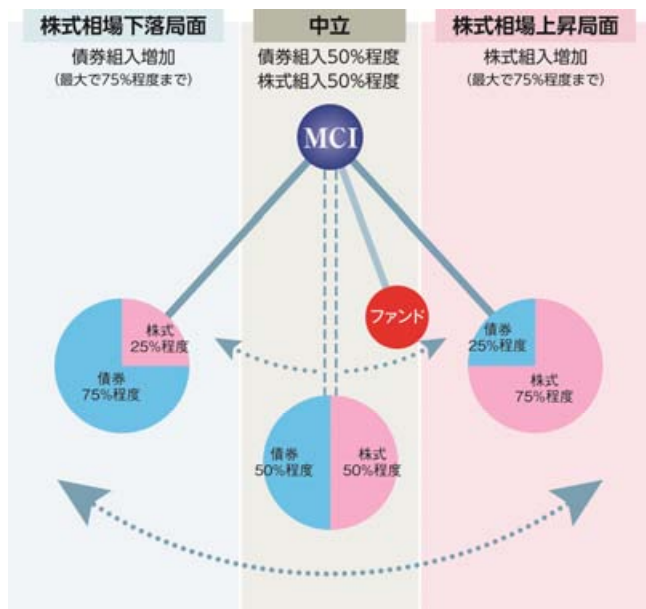 株式相場下落局面
債券組入増加
(最大で75%程度まで)
中立
債券組入50%程度
株式組入50%程度
株式相場上昇局面
株式組入増加
(最大で75%程度まで)
MCI
ファンド
株式
25%程度
債券
75%程度
債券
50%程度
株式
50%程度
債券
25%程度
株式
75%程度